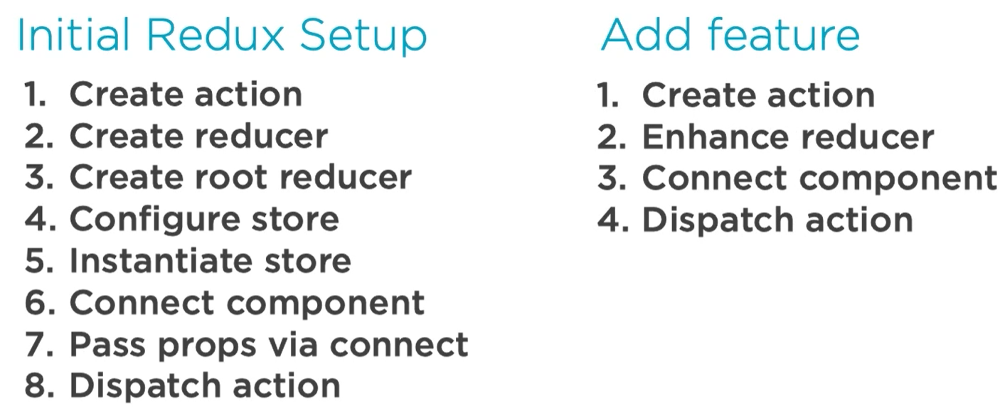 Initial Redux Setup
1. Create action
2. Create reducer
3. Create root reducer
4. Configure store
5. Instantiate store
6. Connect component
7. Pass props via connect
8. Dispatch action
Add feature
1. Create action
2. Enhance reducer
3. Connect component
4. Dispatch action